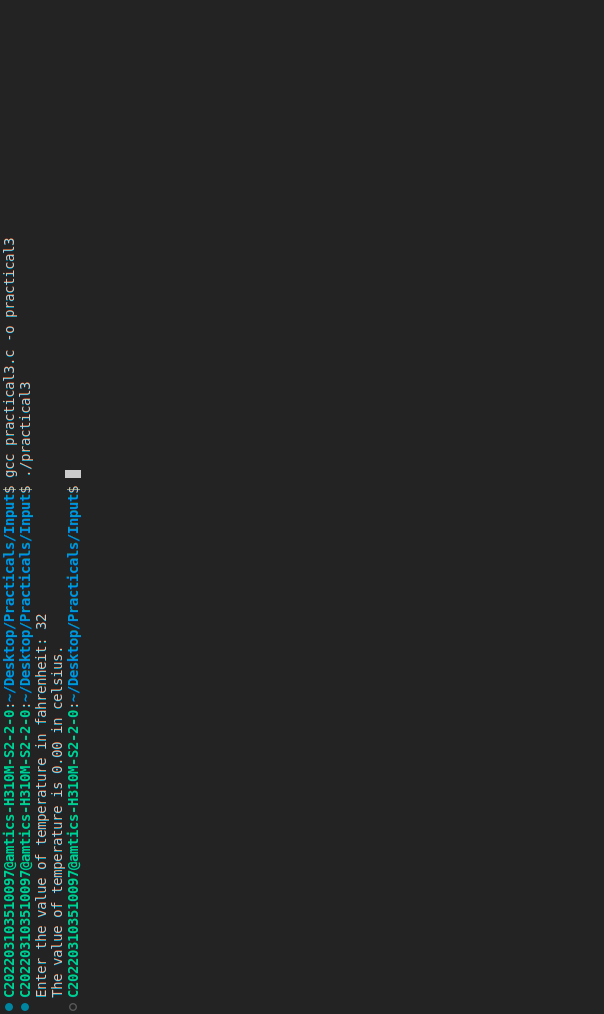 C202203103510097@amtics-H310M-S2-2-0:~/Desktop/Practicals/Input$ gcc practical3.c -o practical3
C202203103510097@amtics-H310M-S2-2-0:~/Desktop/Practicals/Input$ ./practical3
Enter the value of temperature in fahrenheit: 32
The value of temperature is 0.00 in celsius.
C202203103510097@amtics-H310M-S2-2-0:~/Desktop/Practicals/Input$